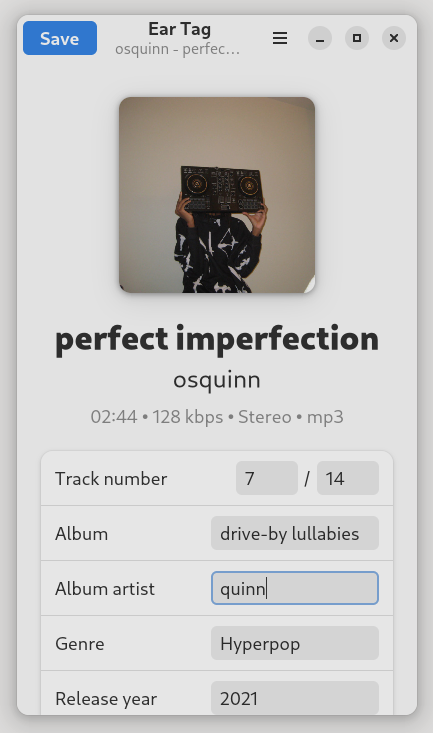 Save
Ear Tag
osquinn - perfec...
perfect imperfection
osquinn
02:44 • 128 kbps • Stereo • mp3
Track number 7 / 14
Album drive-by lullabies
Album artist quinn
Genre Hyperpop
Release year 2021